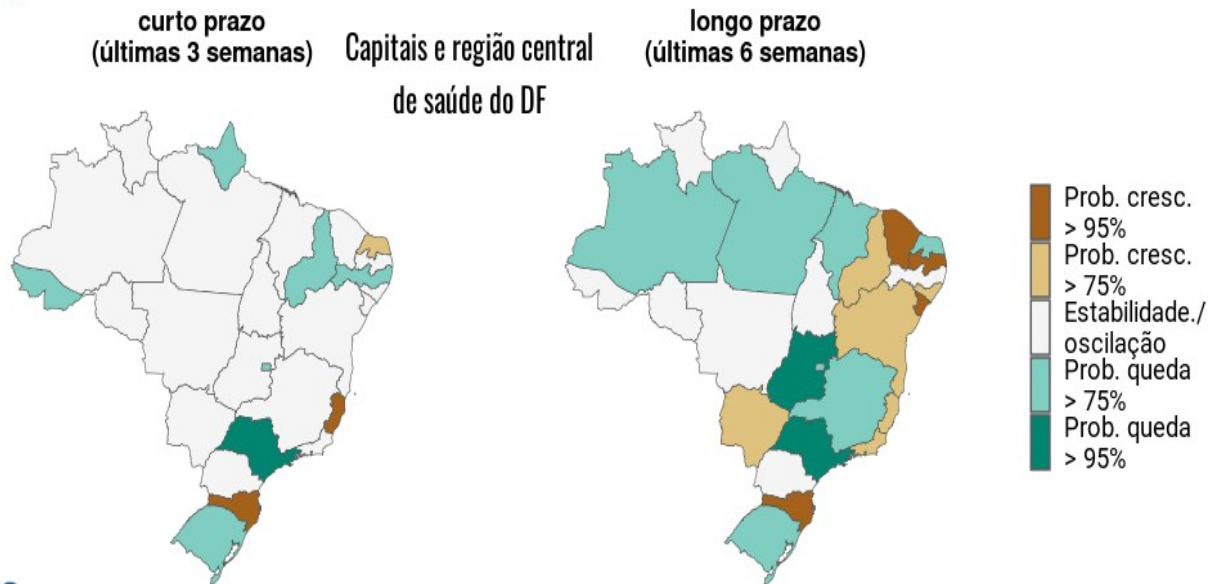 curto prazo
(últimas 3 semanas)
Capitais e região central
de saúde do DF
longo prazo
(últimas 6 semanas)
Prob. cresc.
> 95%
Prob. cresc.
> 75%
Estabilidade./
oscilação
Prob. queda
> 75%
Prob. queda
> 95%